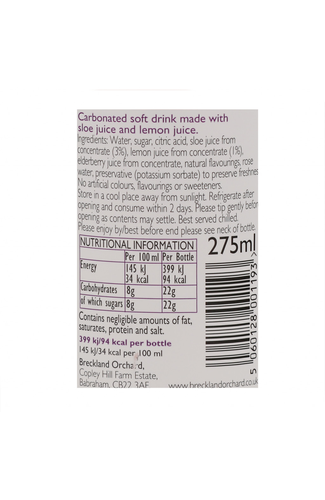 Carbonated soft drink made with
sloe juice and lemon juice.
Ingredients: Water, sugar, citric acid, sloe juice from
concentrate (3%), lemon juice from concentrate (1%),
elderberry juice from concentrate, natural flavourings, rose
water, preservative (potassium sorbate) to preserve freshness.
No artificial colours, flavourings or sweeteners.
Store in a cool place away from sunlight. Refrigerate after
opening and consume within 2 days. Please tip gently before
opening as contents may settle. Best served chilled.
Please enjoy by/best before end please see neck of bottle.
NUTRITIONAL INFORMATION
Per 100ml Per Bottle
Energy 145 kJ 399 kJ
34 kcal 94 kcal
Carbohydrates 8g 22g
of which sugars 8g 22g
275ml
Contains negligible amounts of fat,
saturates, protein and salt.
399 kj/94 kcal per bottle
145 kJ/34 kcal per 100 ml
Breckland Orchard,
Copley Hill Farm Estate,
Babraham, CB22 3AF
5 060128 001193 >
www.brecklandorchard.co.uk